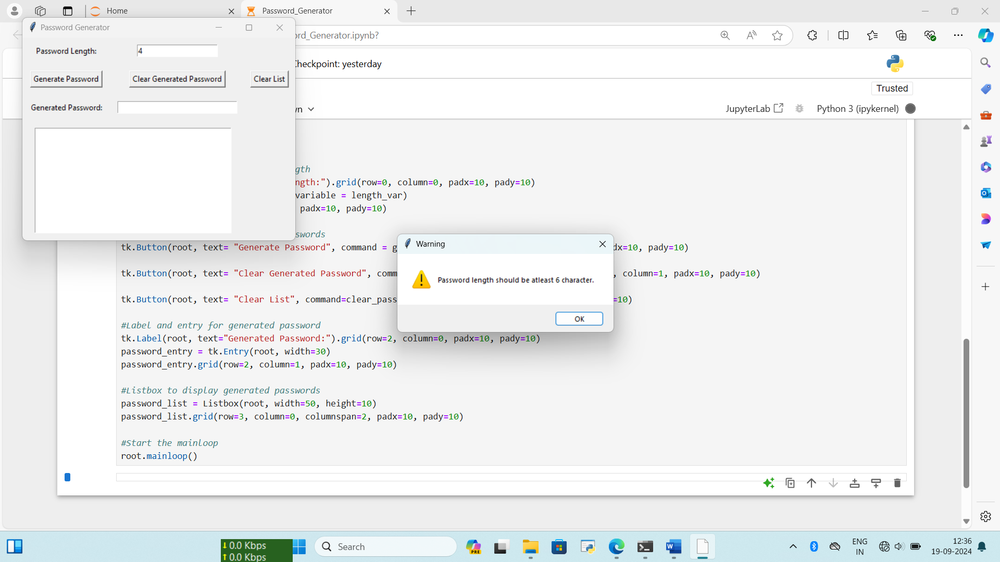 Home
Password_Generator
Password Generator
ord_Generator.ipynb?
Password Length:
4
Checkpoint: yesterday
Generate Password
Clear Generated Password
Clear List
Trusted
Generated Password:
wn
JupyterLab
Python 3 (ipykernel)
gth
ngth:").grid(row=0, column=0, padx=10, pady=10)
variable = length_var)
padx=10, pady=10)
swords
tk.Button(root, text= "Generate Password", command = g
dx=10, pady=10)
Warning
tk.Button(root, text= "Clear Generated Password", comm
, column=1, padx=10, pady=10)
Password length should be atleast 6 character.
tk.Button(root, text= "Clear List", command=clear_pass
=10)
OK
#Label and entry for generated password
tk.Label(root, text="Generated Password:").grid(row=2, column=0, padx=10, pady=10)
password_entry = tk.Entry(root, width=30)
password_entry.grid(row=2, column=1, padx=10, pady=10)
#Listbox to display generated passwords
password_list = Listbox(root, width=50, height=10)
password_list.grid(row=3, column=0, columnspan=2, padx=10, pady=10)
#Start the mainloop
root.mainloop()
0.0 Kbps
0.0 Kbps
Search
PRE
ENG
IN
12:36
19-09-2024